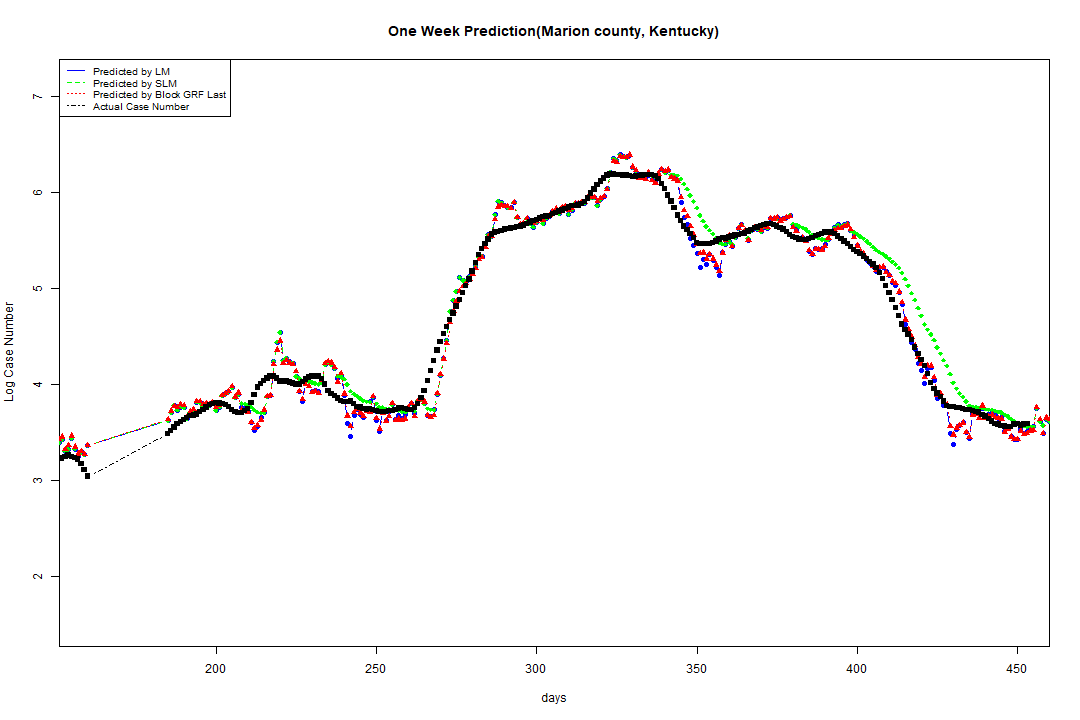 One Week Prediction(Marion county, Kentucky)
Predicted by LM
Predicted by SLM
Predicted by Block GRF Last
Actual Case Number
7
6
5
4
3
2
Log Case Number
200 250 300 350 400 450
days